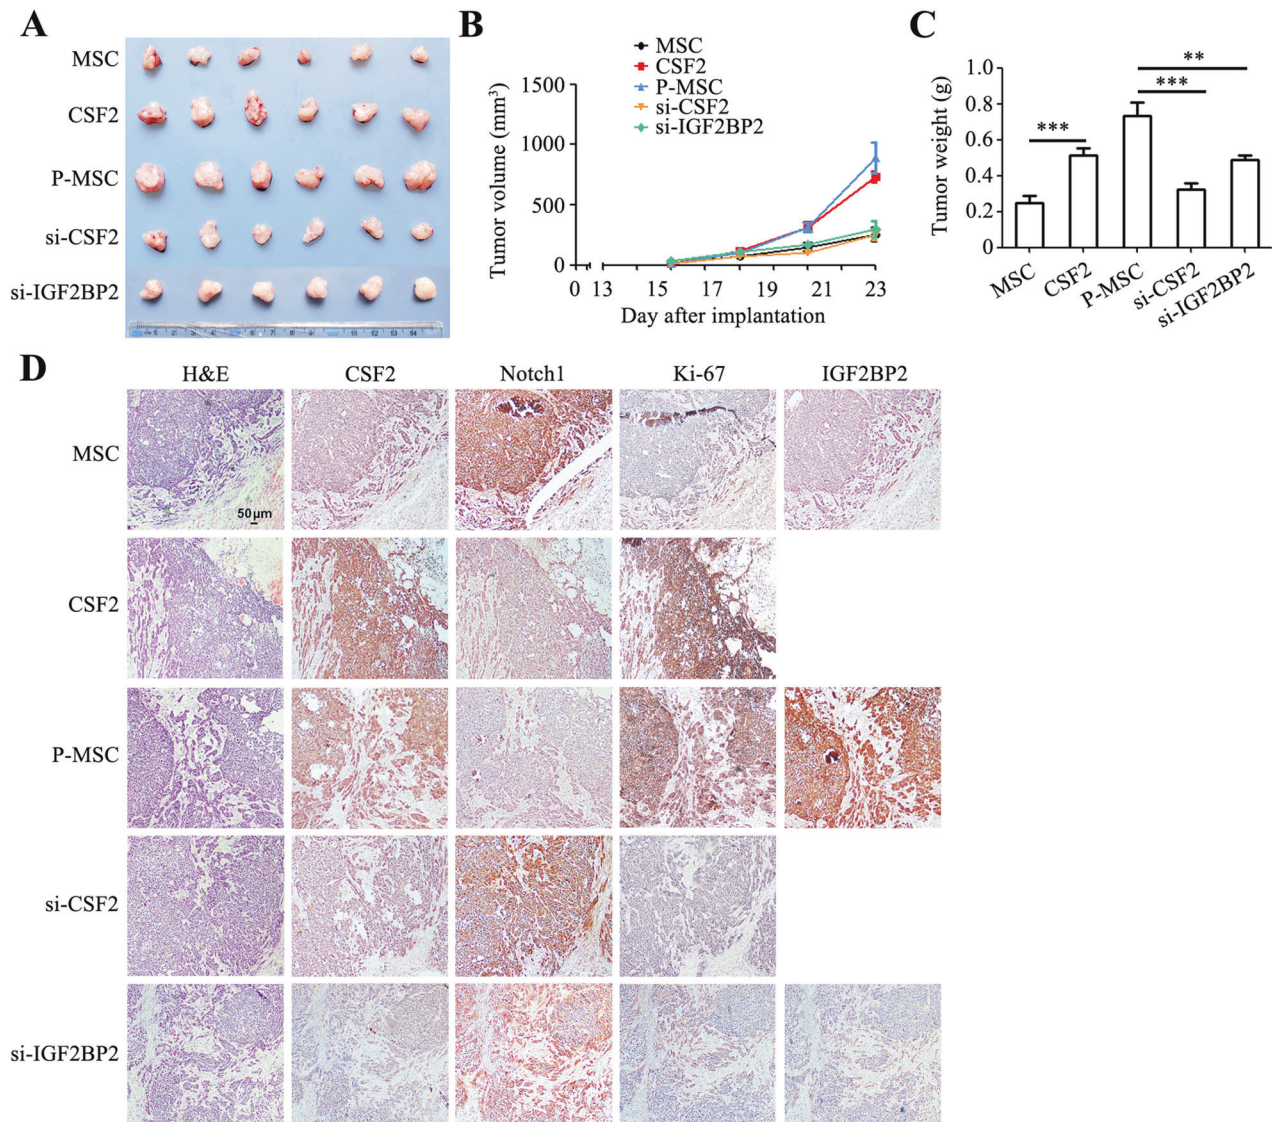 A
MSC
CSF2
P-MSC
si-CSF2
si-IGF2BP2
B
MSC
CSF2
P-MSC
si-CSF2
si-IGF2BP2
Tumor volume (mm³)
1500
1000
500
0
0 13 15 17 19 21 23
Day after implantation
C
Tumor weight (g)
1.0
0.8
0.6
0.4
0.2
0
***
***
**
MSC
CSF2
P-MSC
si-CSF2
si-IGF2BP2
D
H&E CSF2 Notch1 Ki-67 IGF2BP2
MSC
50 μm
CSF2
P-MSC
si-CSF2
si-IGF2BP2